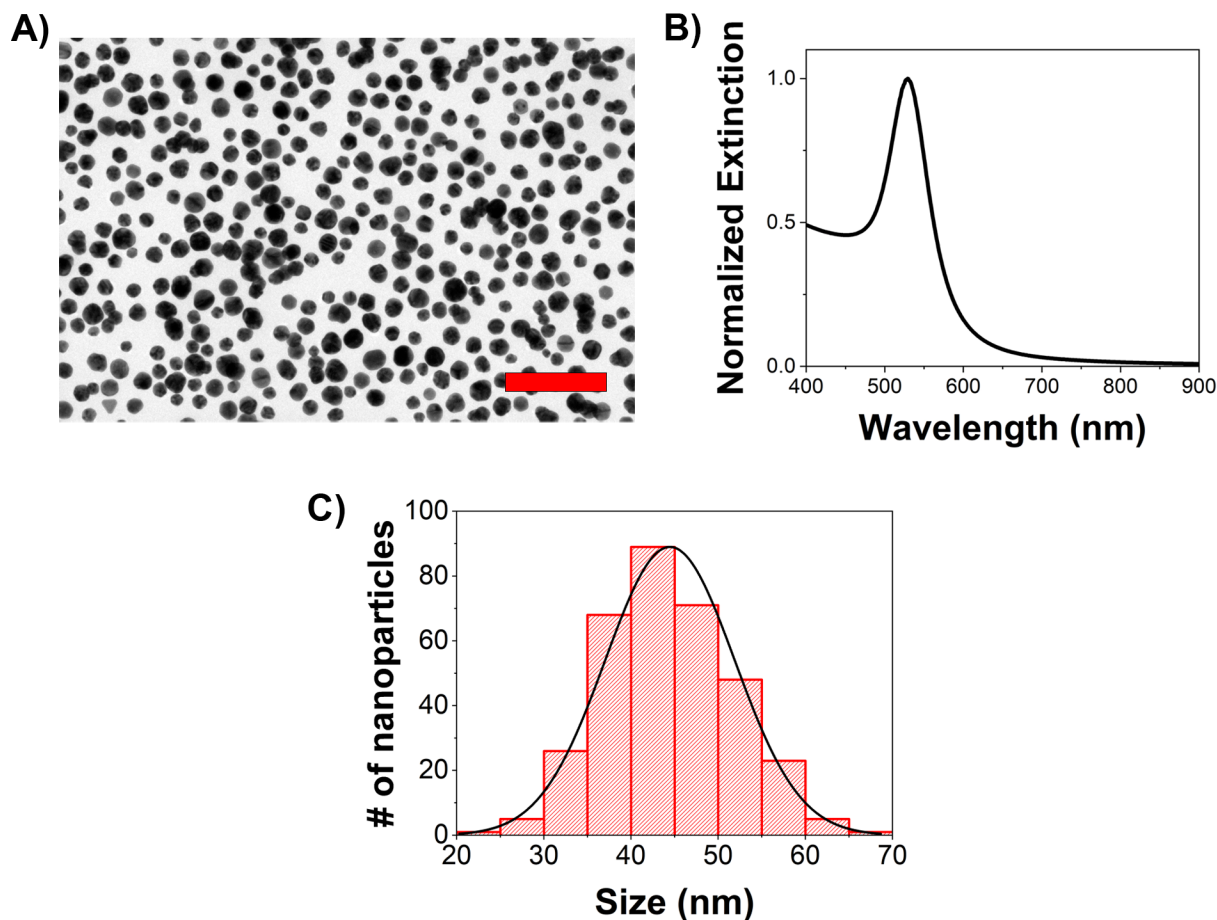 A)
B)
Normalized Extinction
1.0
0.5
0.0
400 500 600 700 800 900
Wavelength (nm)
C)
# of nanoparticles
100
80
60
40
20
0
20 30 40 50 60 70
Size (nm)